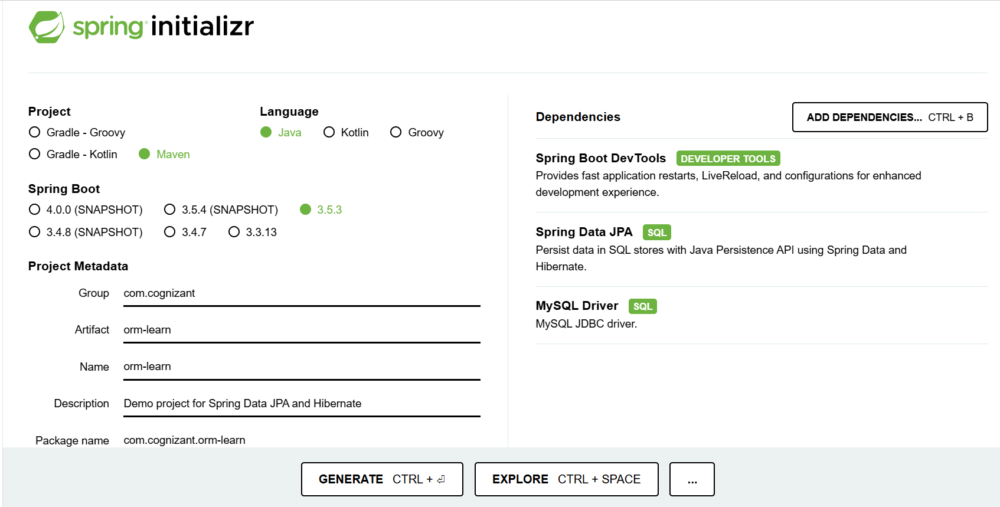 spring initializr
Project
Gradle - Groovy
Gradle - Kotlin Maven
Language
Java Kotlin Groovy
Spring Boot
4.0.0 (SNAPSHOT) 3.5.4 (SNAPSHOT) 3.5.3
3.4.8 (SNAPSHOT) 3.4.7 3.3.13
Project Metadata
Group com.cognizant
Artifact orm-learn
Name orm-learn
Description Demo project for Spring Data JPA and Hibernate
Package name com.cognizant.orm-learn
Dependencies
ADD DEPENDENCIES... CTRL + B
Spring Boot DevTools DEVELOPER TOOLS
Provides fast application restarts, LiveReload, and configurations for enhanced
development experience.
Spring Data JPA SQL
Persist data in SQL stores with Java Persistence API using Spring Data and
Hibernate.
MySQL Driver SQL
MySQL JDBC driver.
GENERATE CTRL + ⏎
EXPLORE CTRL + SPACE
...